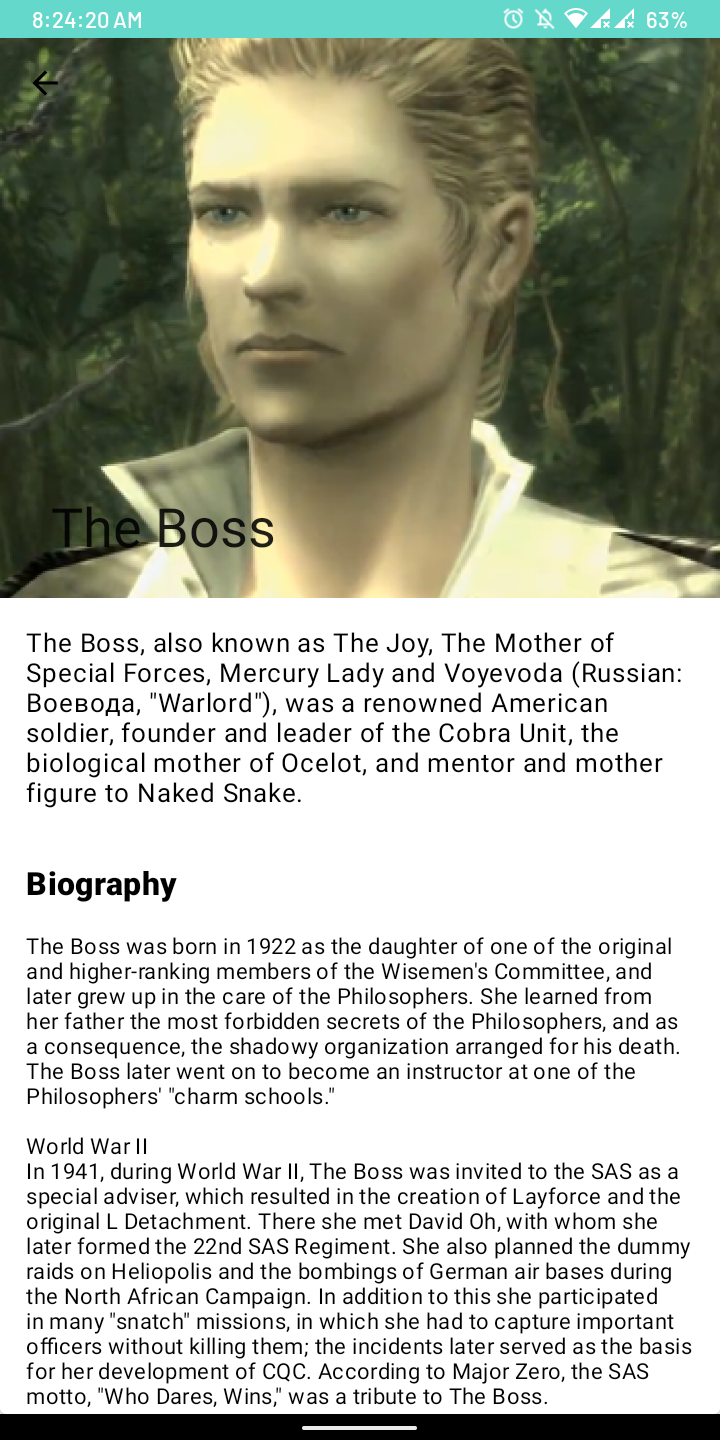 8:24:20 AM
63%
The Boss
The Boss, also known as The Joy, The Mother of
Special Forces, Mercury Lady and Voyevoda (Russian:
Воевода, "Warlord"), was a renowned American
soldier, founder and leader of the Cobra Unit, the
biological mother of Ocelot, and mentor and mother
figure to Naked Snake.
Biography
The Boss was born in 1922 as the daughter of one of the original
and higher-ranking members of the Wisemen's Committee, and
later grew up in the care of the Philosophers. She learned from
her father the most forbidden secrets of the Philosophers, and as
a consequence, the shadowy organization arranged for his death.
The Boss later went on to become an instructor at one of the
Philosophers' "charm schools."
World War II
In 1941, during World War II, The Boss was invited to the SAS as a
special adviser, which resulted in the creation of Layforce and the
original L Detachment. There she met David Oh, with whom she
later formed the 22nd SAS Regiment. She also planned the dummy
raids on Heliopolis and the bombings of German air bases during
the North African Campaign. In addition to this she participated
in many "snatch" missions, in which she had to capture important
officers without killing them; the incidents later served as the basis
for her development of CQC. According to Major Zero, the SAS
motto, "Who Dares, Wins," was a tribute to The Boss.